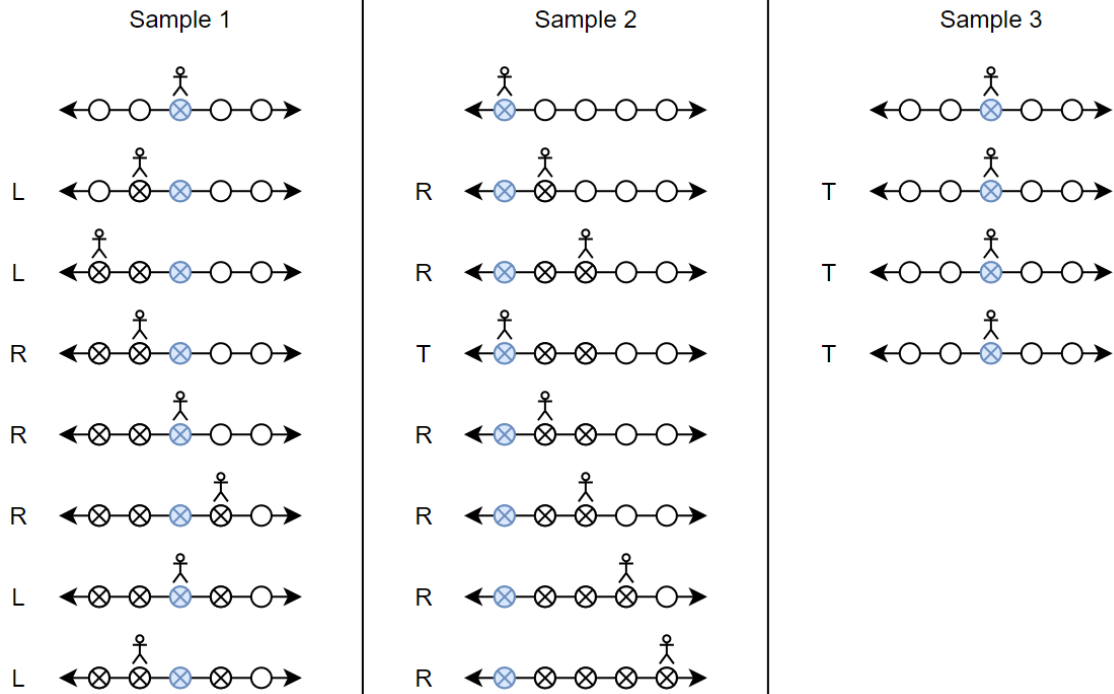 Sample 1 Sample 2 Sample 3
L R T
L R T
R T T
R R
R R
L R
L R